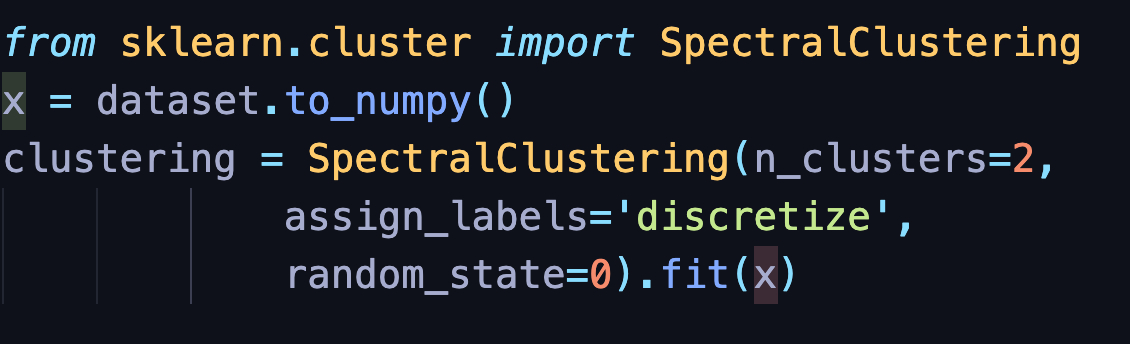 from sklearn.cluster import SpectralClustering
x = dataset.to_numpy()
clustering = SpectralClustering(n_clusters=2,
            assign_labels='discretize',
            random_state=0).fit(x)